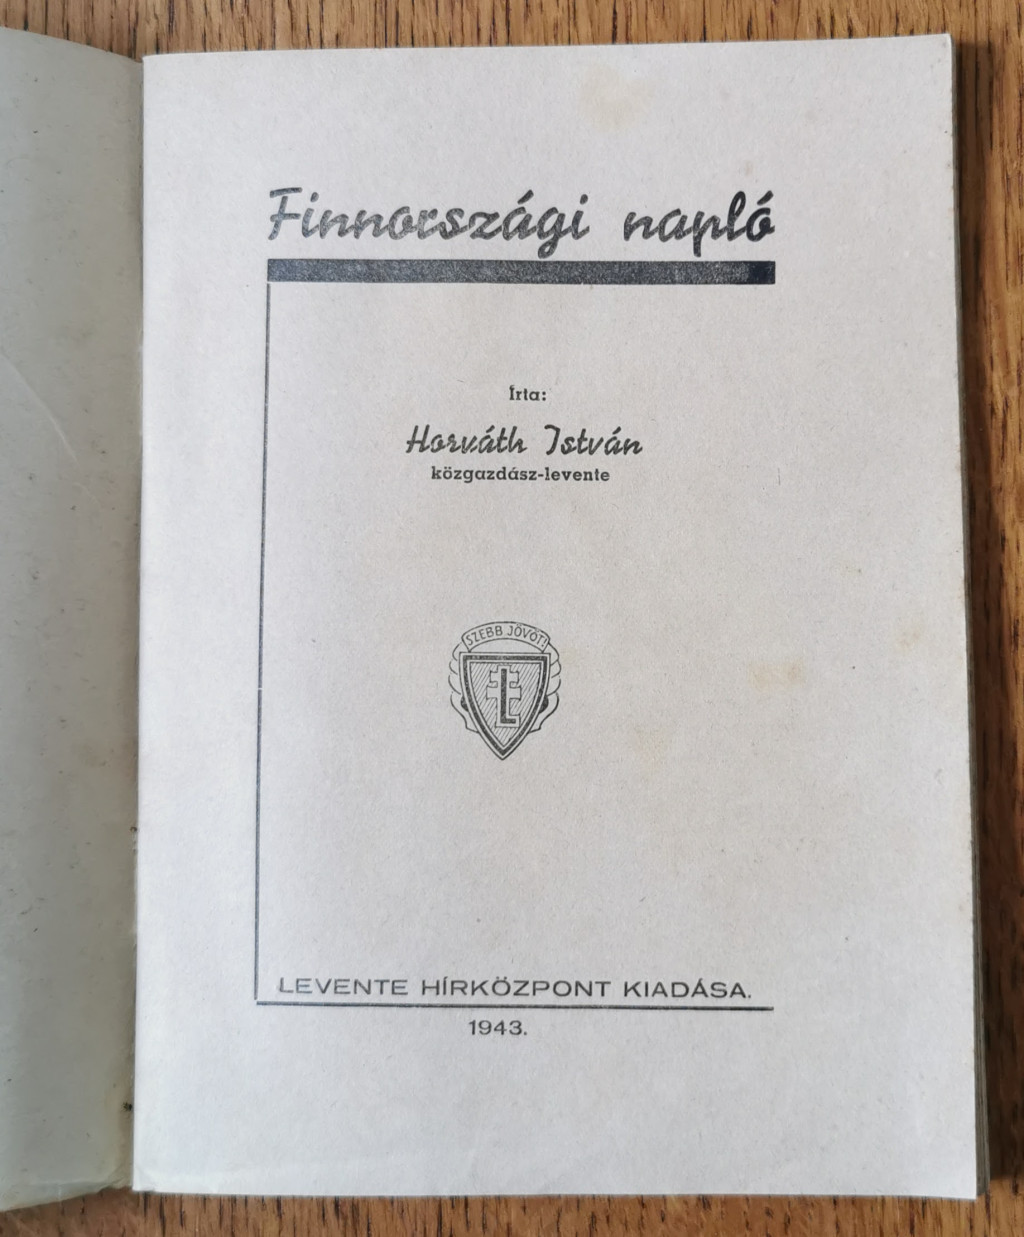 Finnországi napló
Írta:
Horváth István
közgazdász-levente
SZEBB JÖVŐT!
L
LEVENTE HÍRKÖZPONT KIADÁSA.
1943.